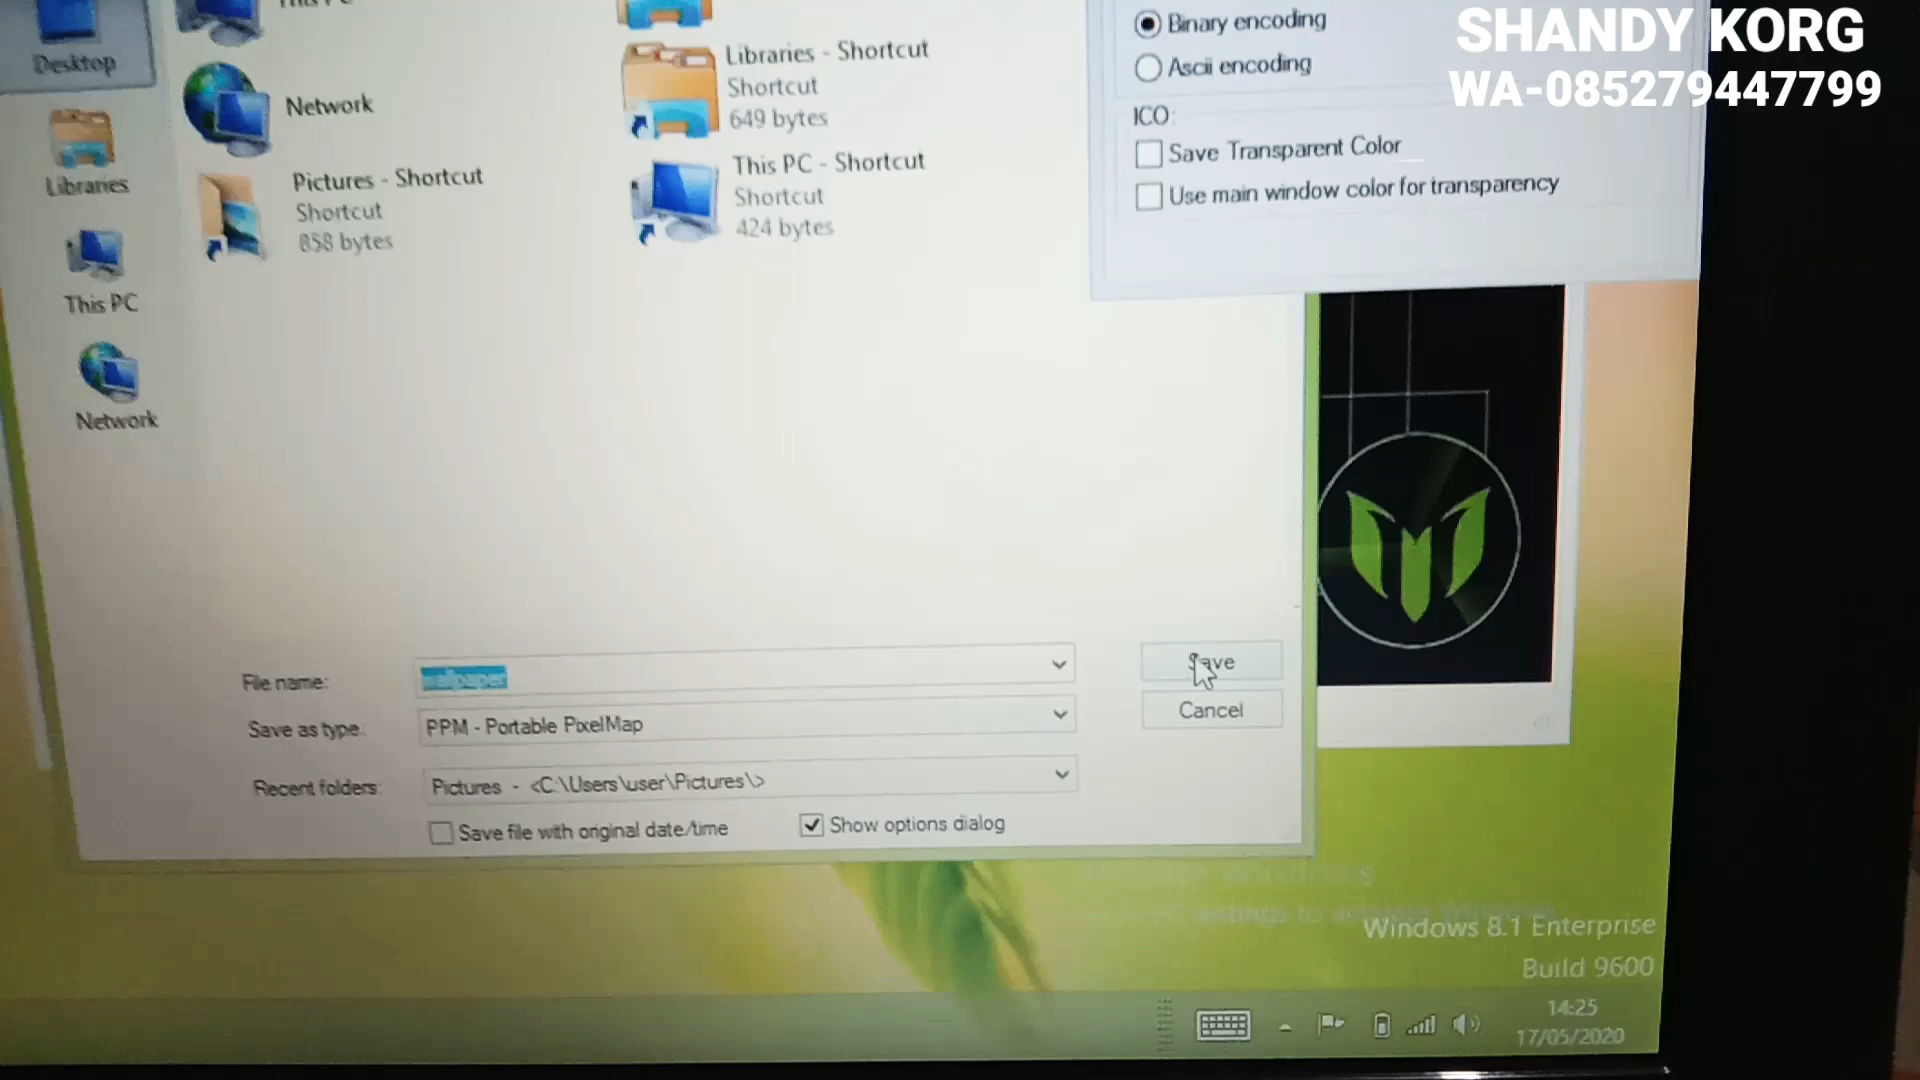 SHANDY KORG
WA-085279447799
Desktop
Libraries
This PC
Network
Network
Pictures - Shortcut
Shortcut
858 bytes
Libraries - Shortcut
Shortcut
649 bytes
This PC - Shortcut
Shortcut
424 bytes
Binary encoding
Ascii encoding
ICO:
Save Transparent Color
Use main window color for transparency
File name:
wallpaper
Save
Save as type:
PPM - Portable PixelMap
Cancel
Recent folders:
Pictures - <C:\Users\user\Pictures\>
Save file with original date/time
Show options dialog
Windows 8.1 Enterprise
Build 9600
14:25
17/05/2020